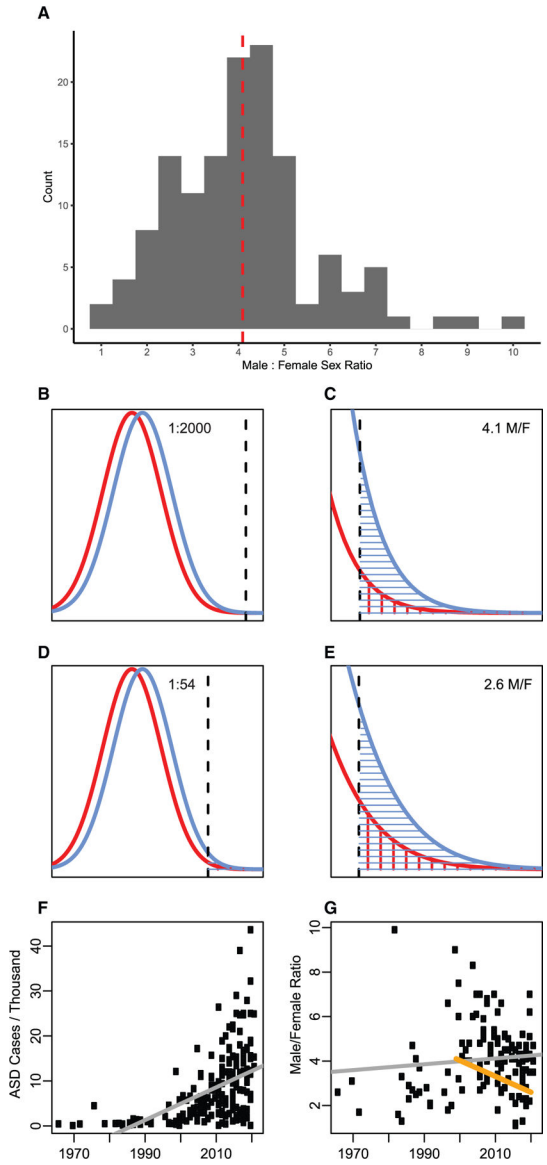 A
Count
20
15
10
5
0
1 2 3 4 5 6 7 8 9 10
Male : Female Sex Ratio
B
1:2000
C
4.1 M/F
D
1:54
E
2.6 M/F
F
ASD Cases / Thousand
40
30
20
10
0
1970 1990 2010
G
Male/Female Ratio
10
8
6
4
2
1970 1990 2010